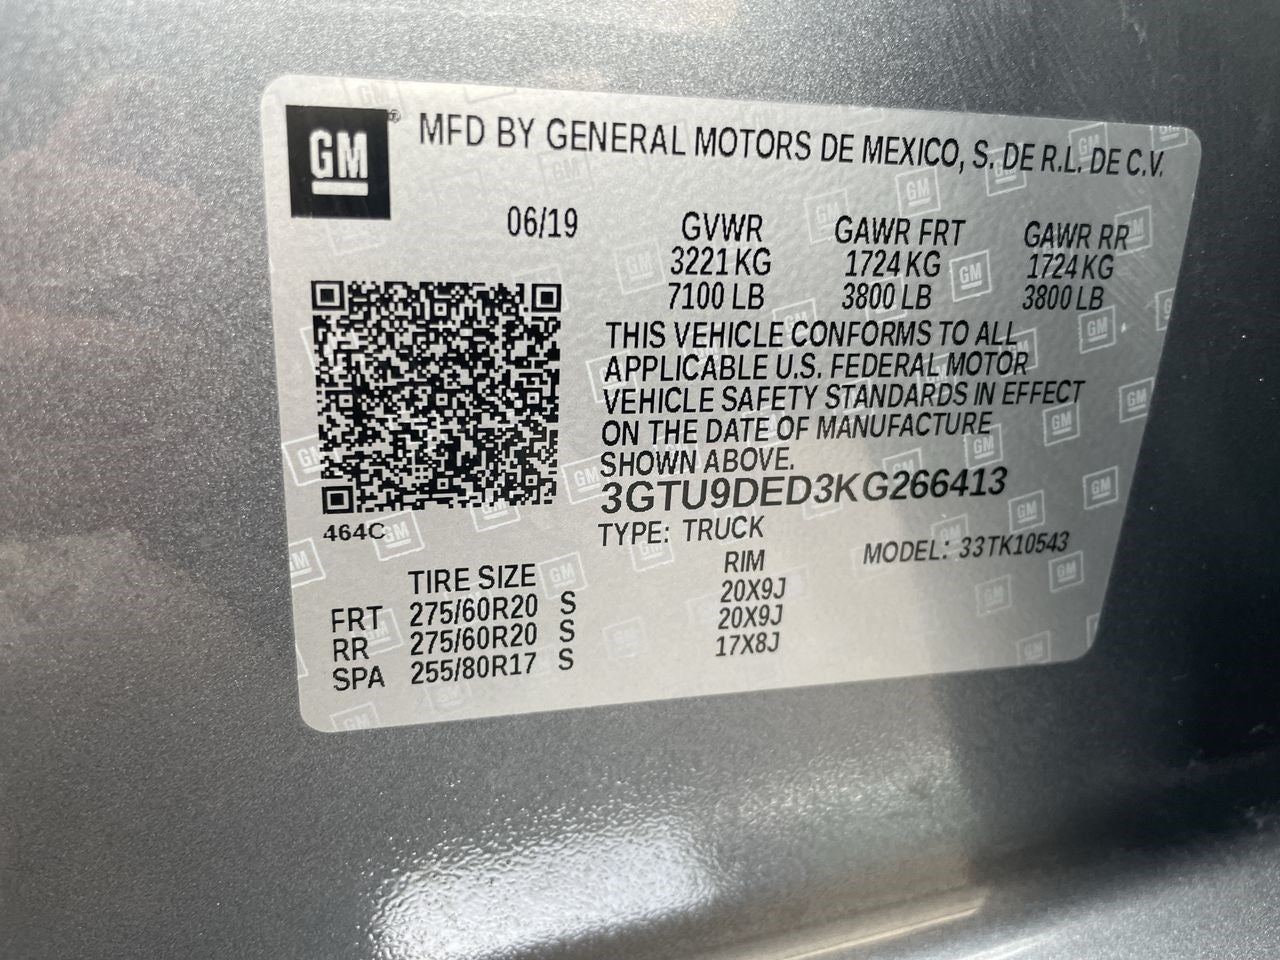 GM ® MFD BY GENERAL MOTORS DE MEXICO, S. DE R.L. DE C.V.
06/19 GVWR GAWR FRT GAWR RR
3221 KG 1724 KG 1724 KG
7100 LB 3800 LB 3800 LB
THIS VEHICLE CONFORMS TO ALL
APPLICABLE U.S. FEDERAL MOTOR
VEHICLE SAFETY STANDARDS IN EFFECT
ON THE DATE OF MANUFACTURE
SHOWN ABOVE.
3GTU9DED3KG266413
464C TYPE: TRUCK MODEL: 33TK10543
TIRE SIZE RIM
FRT 275/60R20 S 20X9J
RR 275/60R20 S 20X9J
SPA 255/80R17 S 17X8J